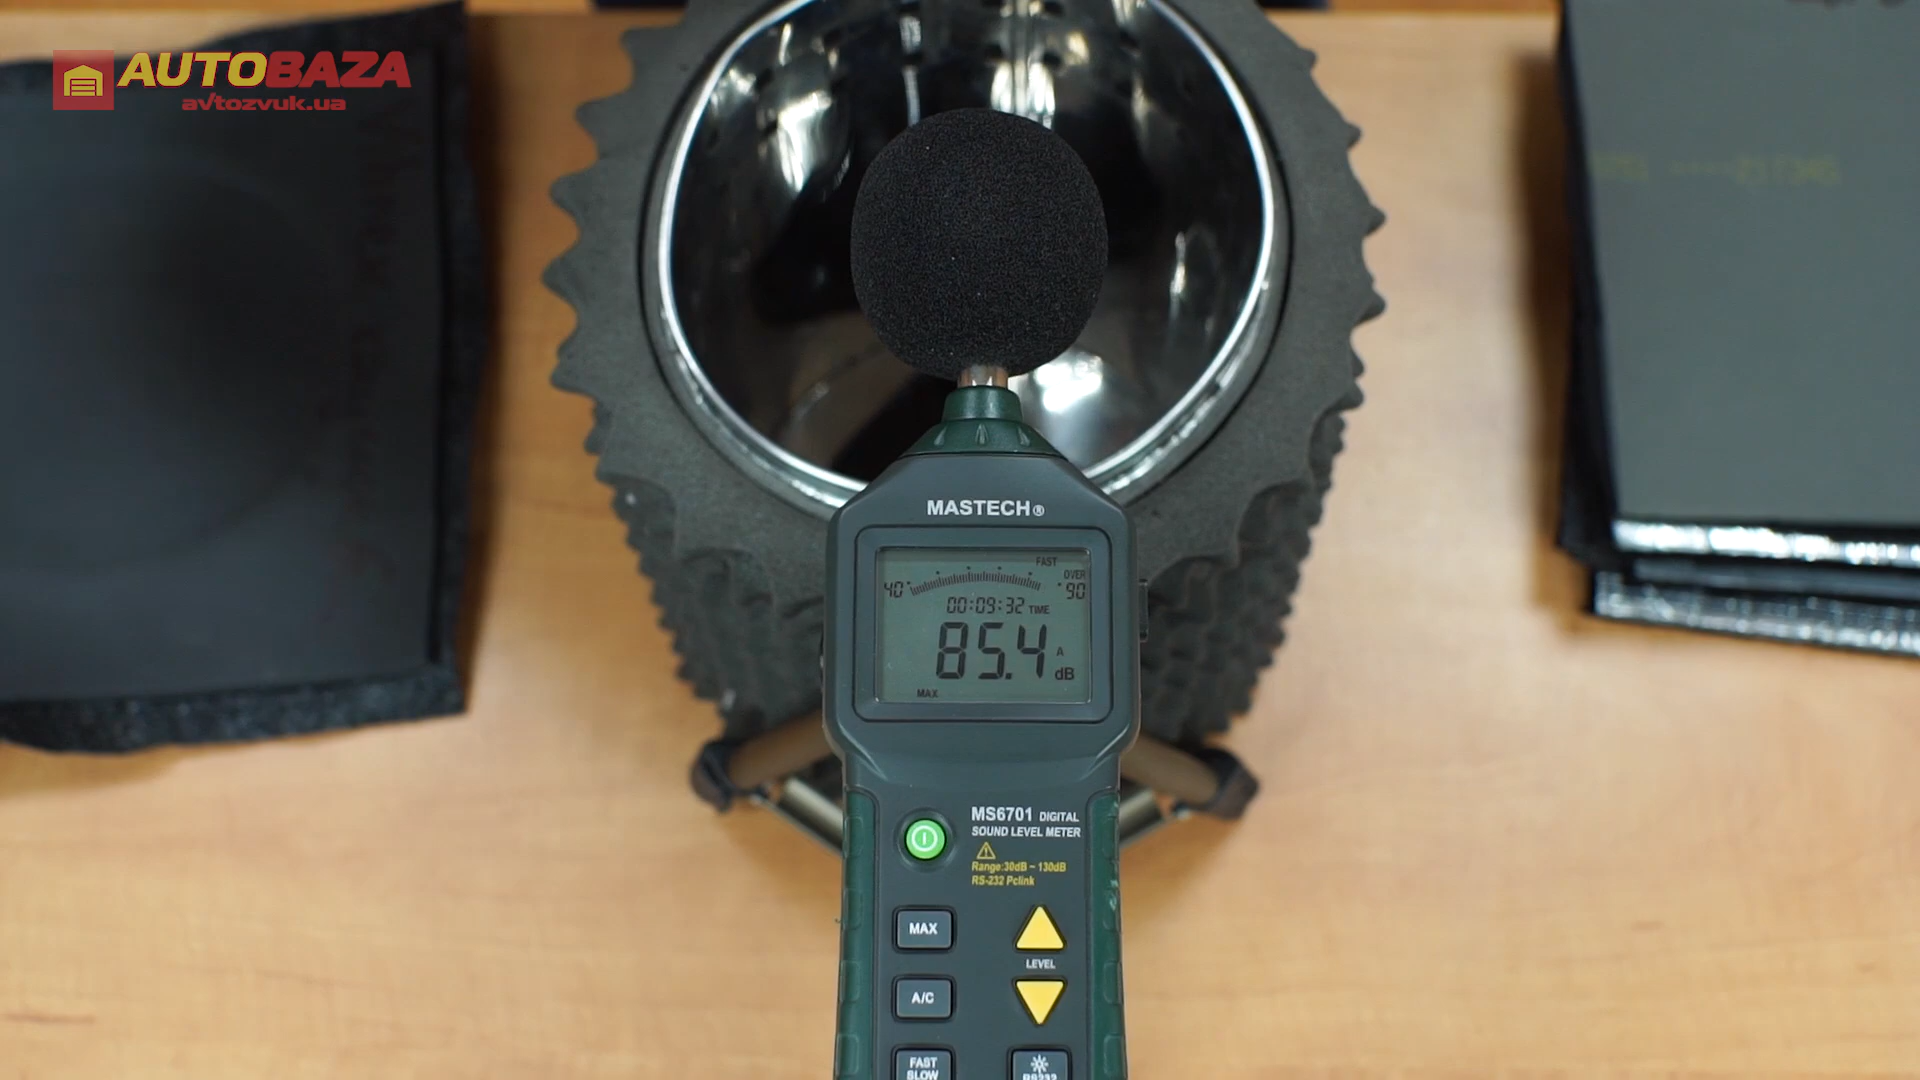 AUTOBAZA
avtozvuk.ua
MASTECH®
FAST
OVER
40 90
00:09:32 TIME
85.4 A
dB
MAX
MS6701 DIGITAL
SOUND LEVEL METER
Range:30dB ~ 130dB
RS-232 Pclink
MAX
LEVEL
A/C
FAST
SLOW
RS232